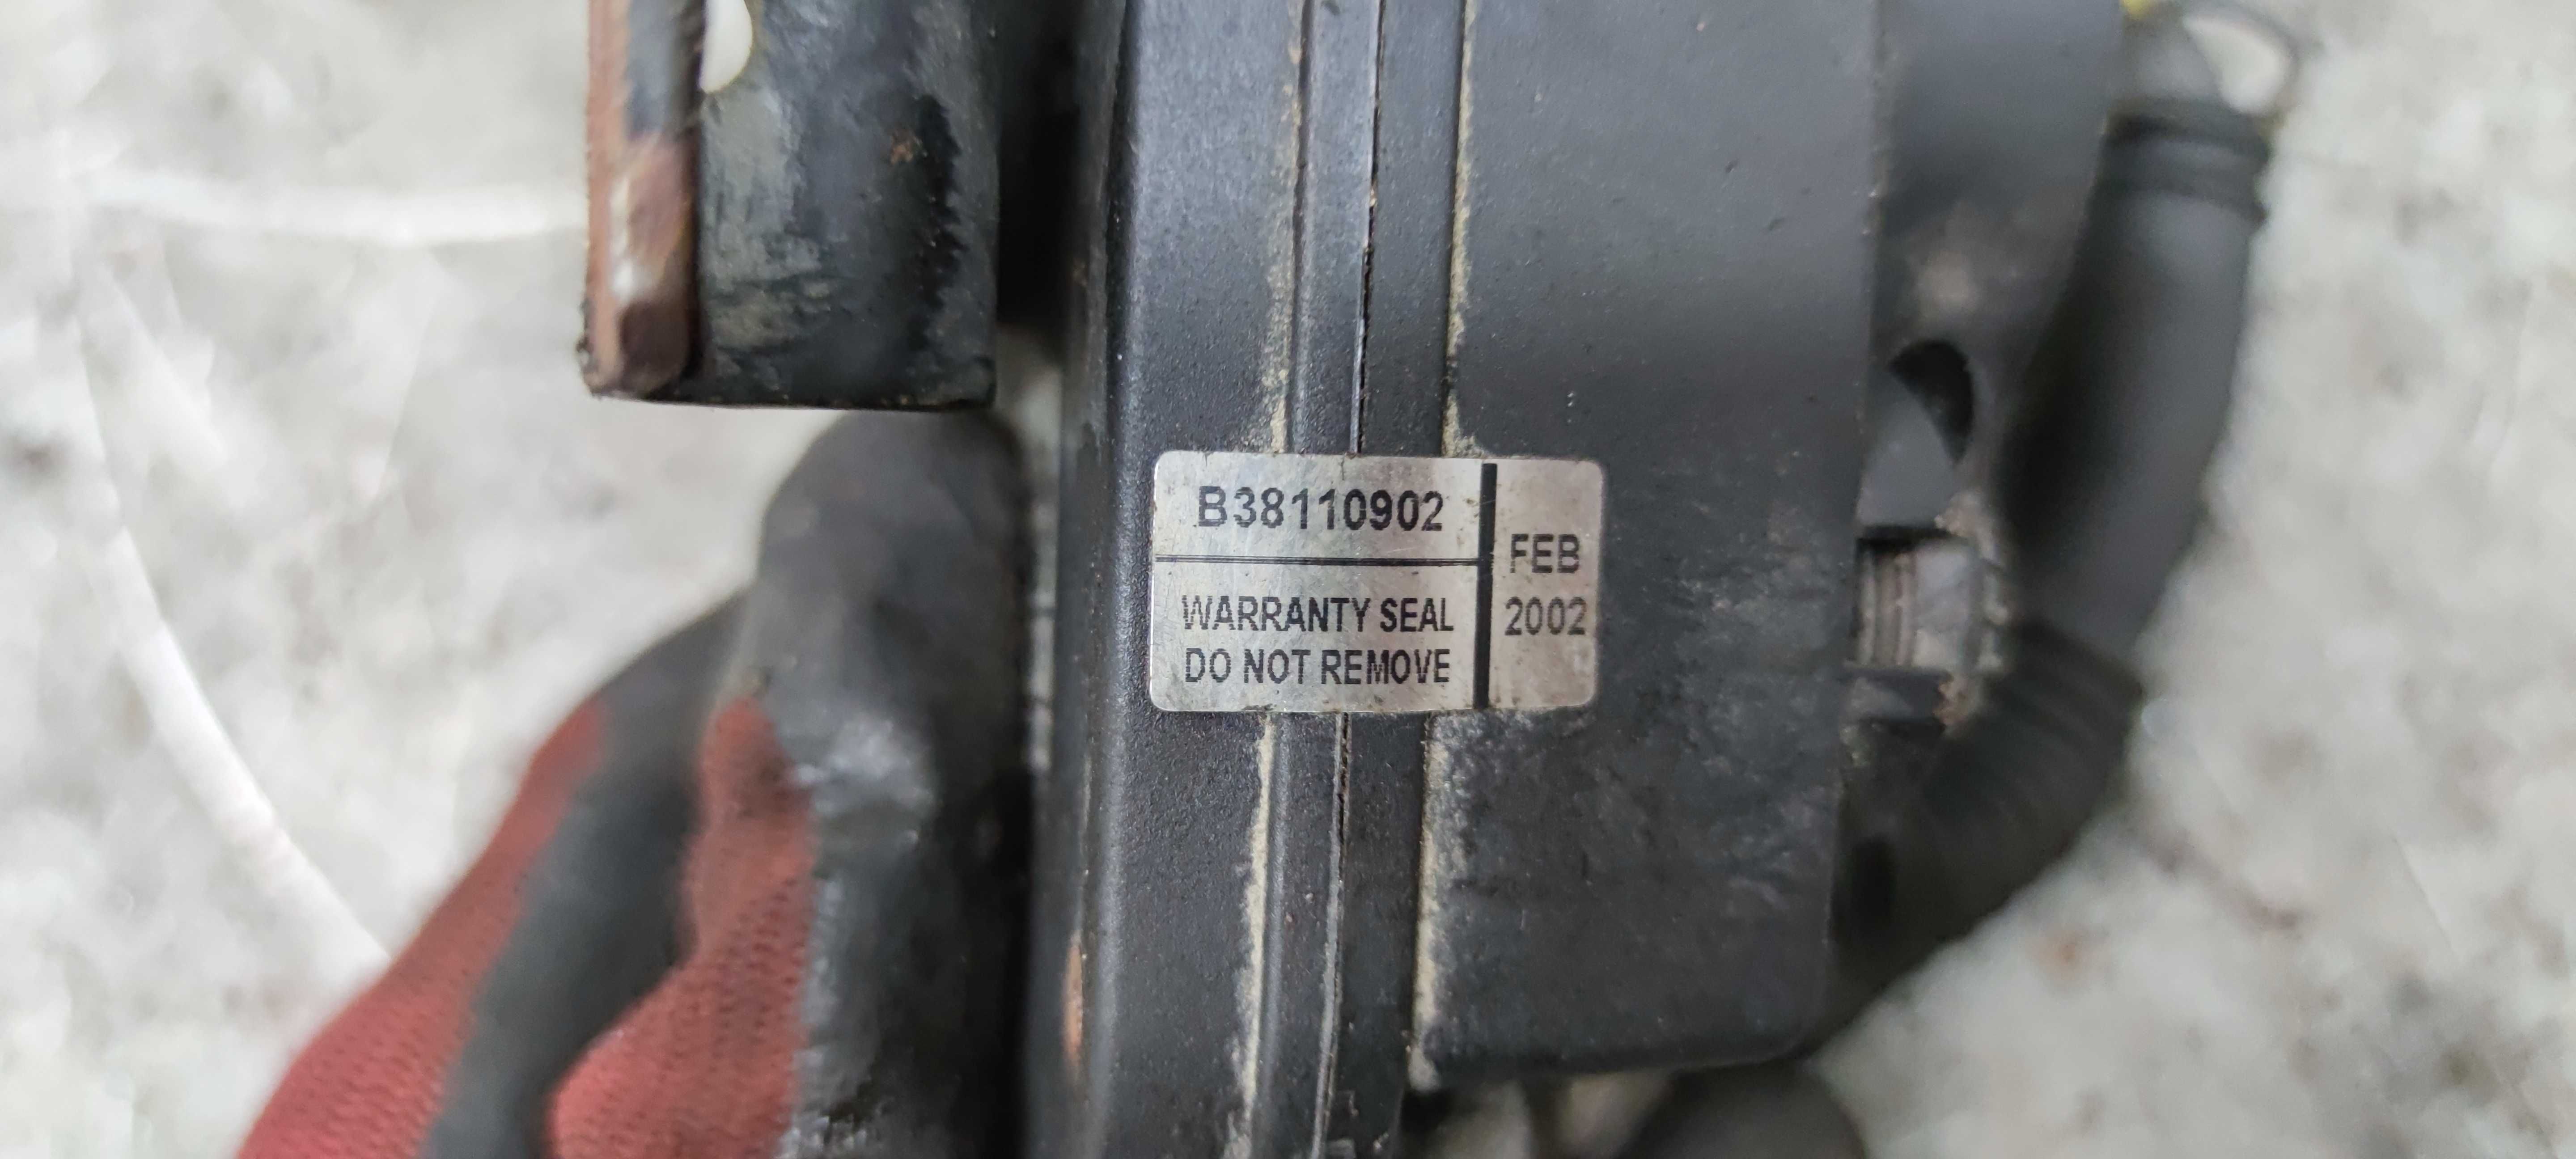 B38110902
WARRANTY SEAL
DO NOT REMOVE
FEB
2002